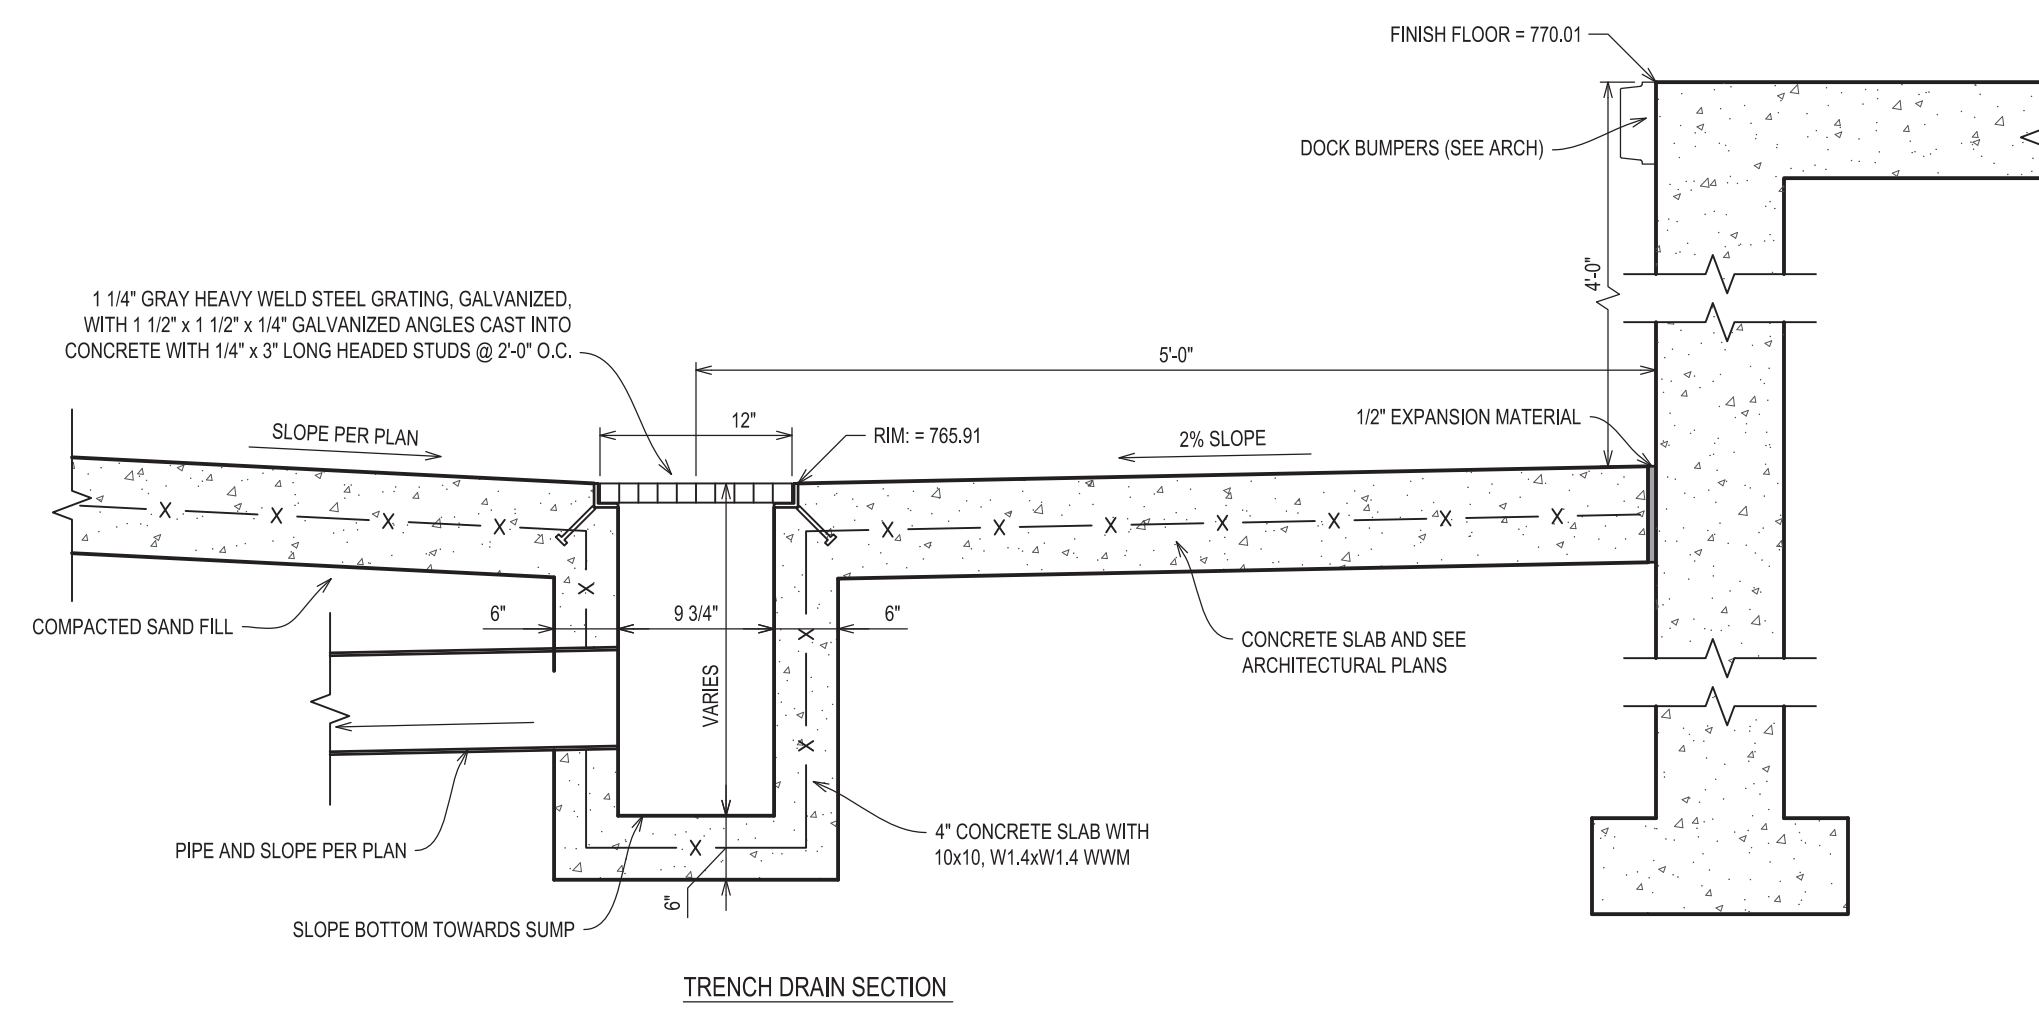 FINISH FLOOR = 770.01
DOCK BUMPERS (SEE ARCH)
4'-0"
1 1/4" GRAY HEAVY WELD STEEL GRATING, GALVANIZED,
WITH 1 1/2" x 1 1/2" x 1/4" GALVANIZED ANGLES CAST INTO
CONCRETE WITH 1/4" x 3" LONG HEADED STUDS @ 2'-0" O.C.
5'-0"
12"
1/2" EXPANSION MATERIAL
SLOPE PER PLAN
RIM: = 765.91
2% SLOPE
COMPACTED SAND FILL
6"
9 3/4"
6"
CONCRETE SLAB AND SEE
ARCHITECTURAL PLANS
VARIES
PIPE AND SLOPE PER PLAN
4" CONCRETE SLAB WITH
10x10, W1.4xW1.4 WWM
6"
SLOPE BOTTOM TOWARDS SUMP
TRENCH DRAIN SECTION